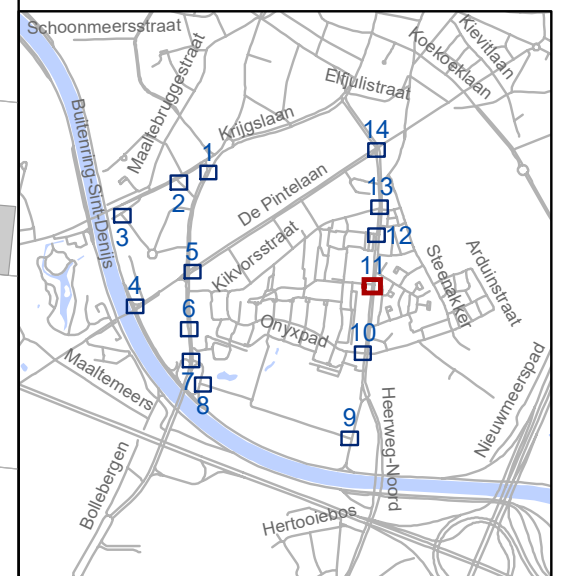 Schoonmeersstraat
Kievitlaan
Koekoeklaan
Maaltebruggestraat
Elfjulistraat
Krijgslaan
14
1
De Pintelaan
2
13
3
12
Buitenring-Sint-Denijs
Kikvorsstraat
Steenakker
Arduinstraat
5
11
4
6
Onyxpad
10
Maaltemeers
7
8
Heerweg-Noord
Nieuwmeerspad
9
Bollebergen
Hertooiebos